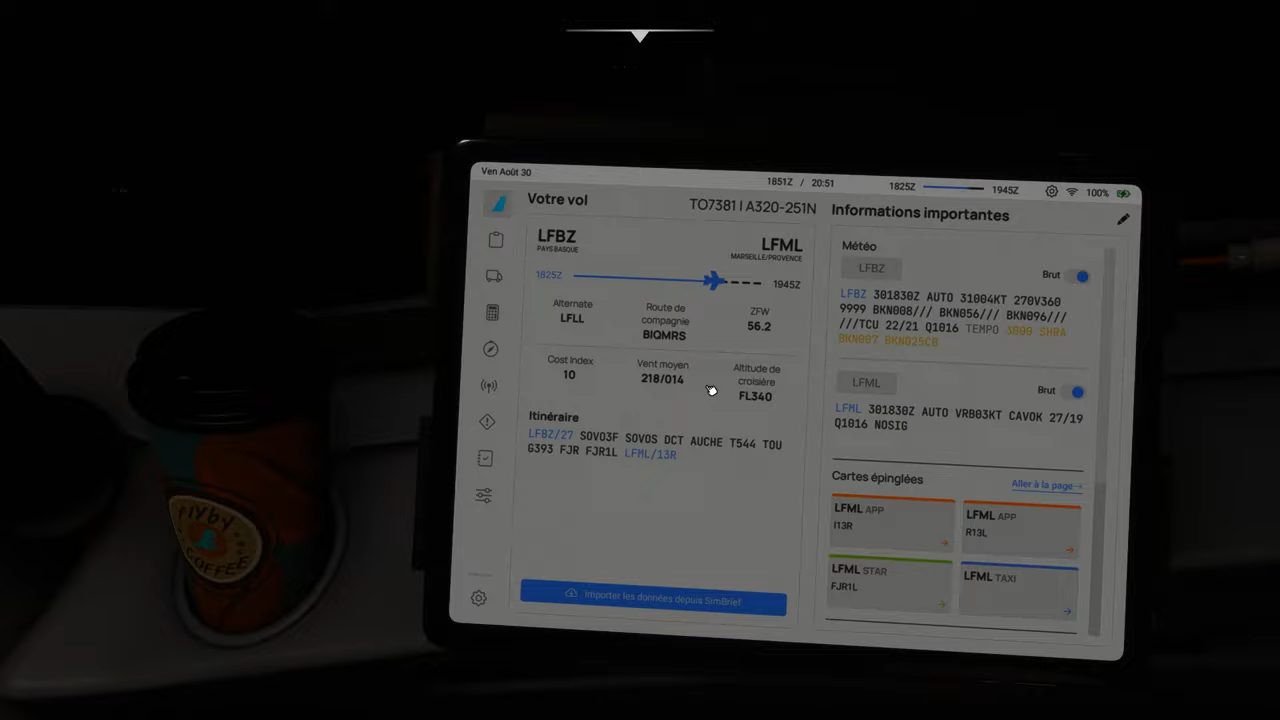 Ven Août 30
1851Z / 20:51
1825Z
1945Z
100%
Votre vol
TO7381 | A320-251N
LFBZ
PAYS BASQUE
LFML
MARSEILLE/PROVENCE
1825Z
1945Z
Alternate
LFLL
Route de
compagnie
BIQMRS
ZFW
56.2
Cost Index
10
Vent moyen
218/014
Altitude de
croisière
FL340
Itinéraire
LFBZ/27 SOVO3F SOVOS DCT AUCHE T544 TOU
G393 FJR FJR1L LFML/13R
Importer les données depuis SimBrief
Informations importantes
Météo
LFBZ
Brut
LFBZ 301830Z AUTO 31004KT 270V360
9999 BKN008/// BKN056/// BKN096///
///TCU 22/21 Q1016 TEMPO 3000 SHRA
BKN007 BKN025CB
LFML
Brut
LFML 301830Z AUTO VRB03KT CAVOK 27/19
Q1016 NOSIG
Cartes épinglées
Aller à la page
LFML APP
I13R
LFML APP
R13L
LFML STAR
FJR1L
LFML TAXI
flyby
COFFEE